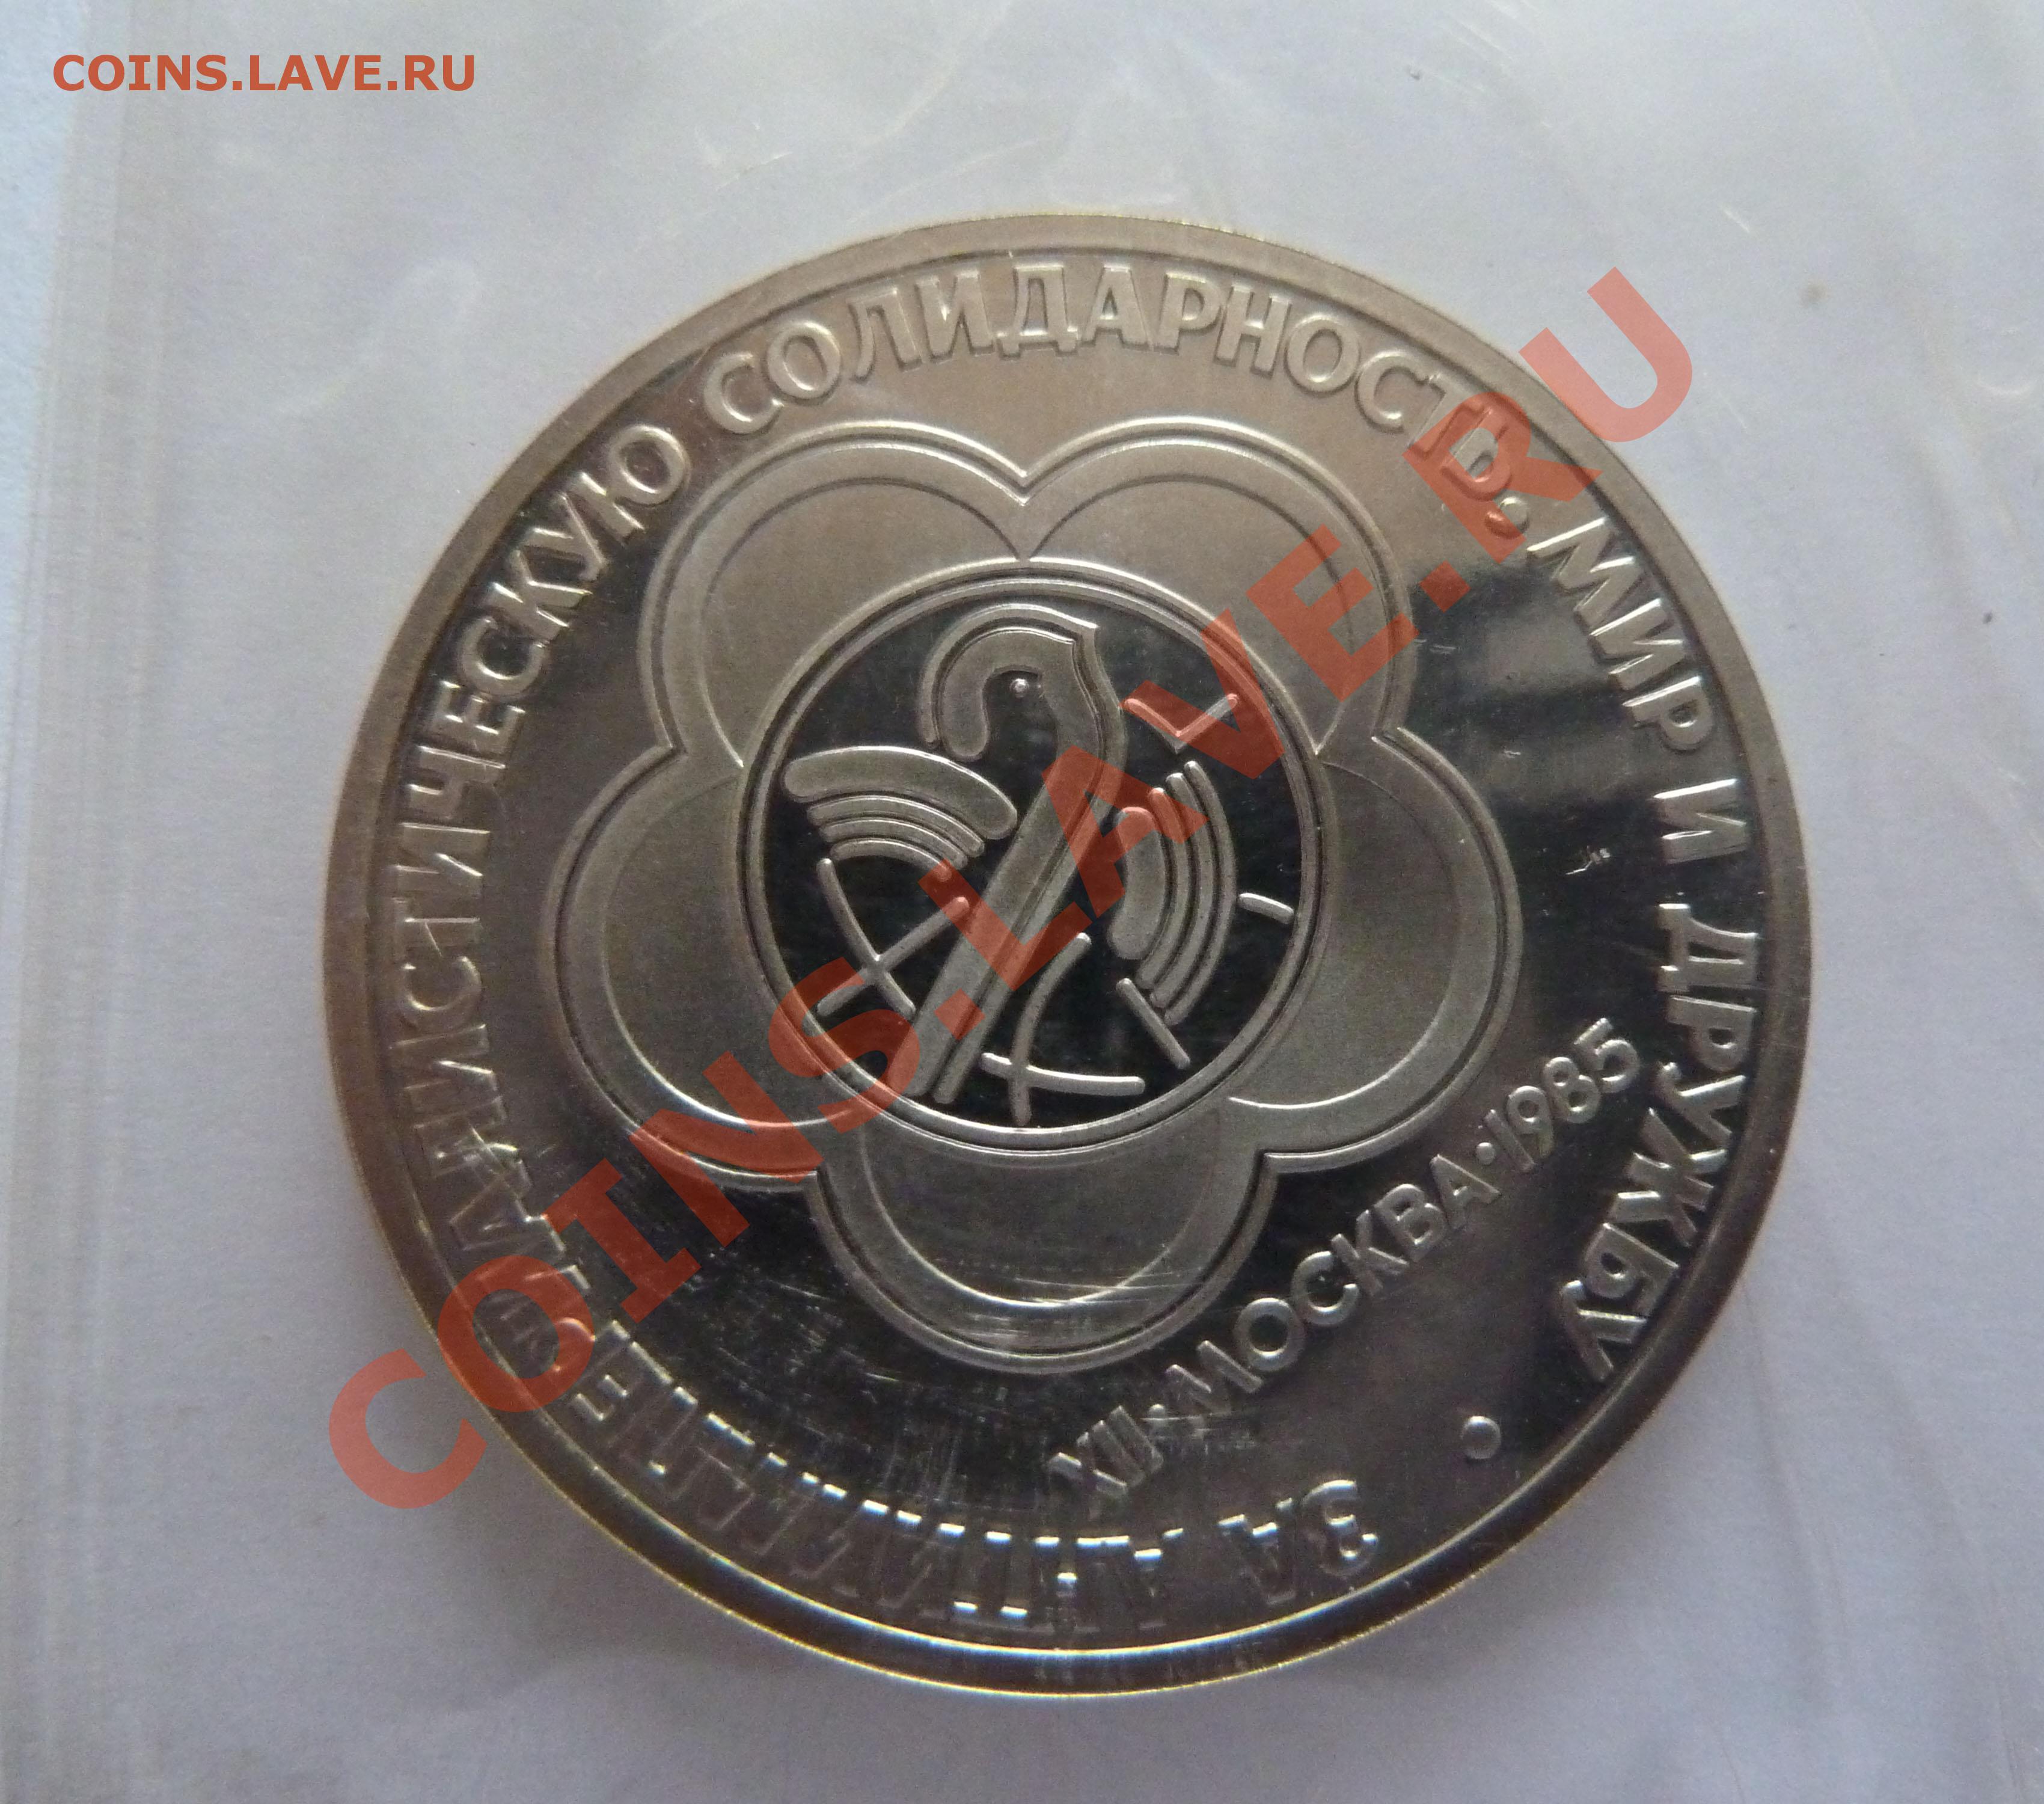 COINS.LAVE.RU
ЗА АНТИИМПЕРИАЛИСТИЧЕСКУЮ СОЛИДАРНОСТЬ, МИР И ДРУЖБУ •
XII • МОСКВА • 1985
COINS.LAVE.RU